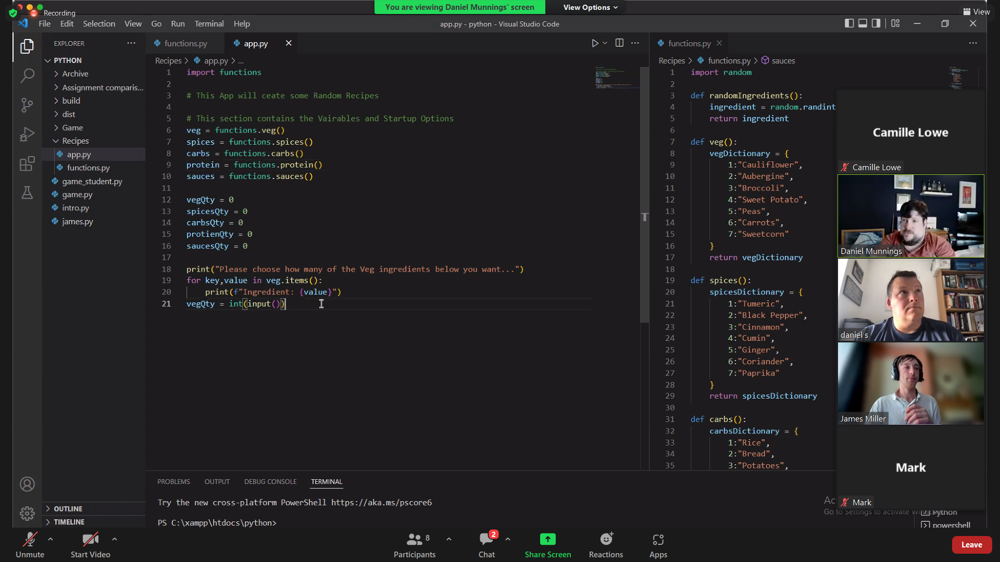 Recording
You are viewing Daniel Munnings' screen
View Options
View
File Edit Selection View Go Run Terminal Help
app.py - python - Visual Studio Code
EXPLORER
PYTHON
Archive
Assignment comparis...
build
dist
Game
Recipes
app.py
functions.py
game_student.py
game.py
intro.py
james.py
OUTLINE
TIMELINE
functions.py
app.py
Recipes > app.py > ...
1 import functions
2
3 # This App will ceate some Random Recipes
4
5 # This section contains the Vairables and Startup Options
6 veg = functions.veg()
7 spices = functions.spices()
8 carbs = functions.carbs()
9 protein = functions.protein()
10 sauces = functions.sauces()
11
12 vegQty = 0
13 spicesQty = 0
14 carbsQty = 0
15 protienQty = 0
16 saucesQty = 0
17
18 print("Please choose how many of the Veg ingredients below you want...")
19 for key,value in veg.items():
20 print(f"Ingredient: {value}")
21 vegQty = int(input())
functions.py
Recipes > functions.py > sauces
1 import random
2
3 def randomIngredients():
4 ingredient = random.randint
5 return ingredient
6
7 def veg():
8 vegDictionary = {
9 1:"Cauliflower",
10 2:"Aubergine",
11 3:"Broccoli",
12 4:"Sweet Potato",
13 5:"Peas",
14 6:"Carrots",
15 7:"Sweetcorn"
16 }
17 return vegDictionary
18
19 def spices():
20 spicesDictionary = {
21 1:"Tumeric",
22 2:"Black Pepper",
23 3:"Cinnamon",
24 4:"Cumin",
25 5:"Ginger",
26 6:"Coriander",
27 7:"Paprika"
28 }
29 return spicesDictionary
30
31 def carbs():
32 carbsDictionary = {
33 1:"Rice",
34 2:"Bread",
35 3:"Potatoes",
Camille Lowe
Camille Lowe
Daniel Munnings
daniel s
James Miller
Mark
Mark
PROBLEMS OUTPUT DEBUG CONSOLE TERMINAL
Try the new cross-platform PowerShell https://aka.ms/pscore6
PS C:\xampp\htdocs\python>
Go to Settings to activate
Python
powershell
Unmute
Start Video
8
Participants
2
Chat
Share Screen
Reactions
Apps
Leave